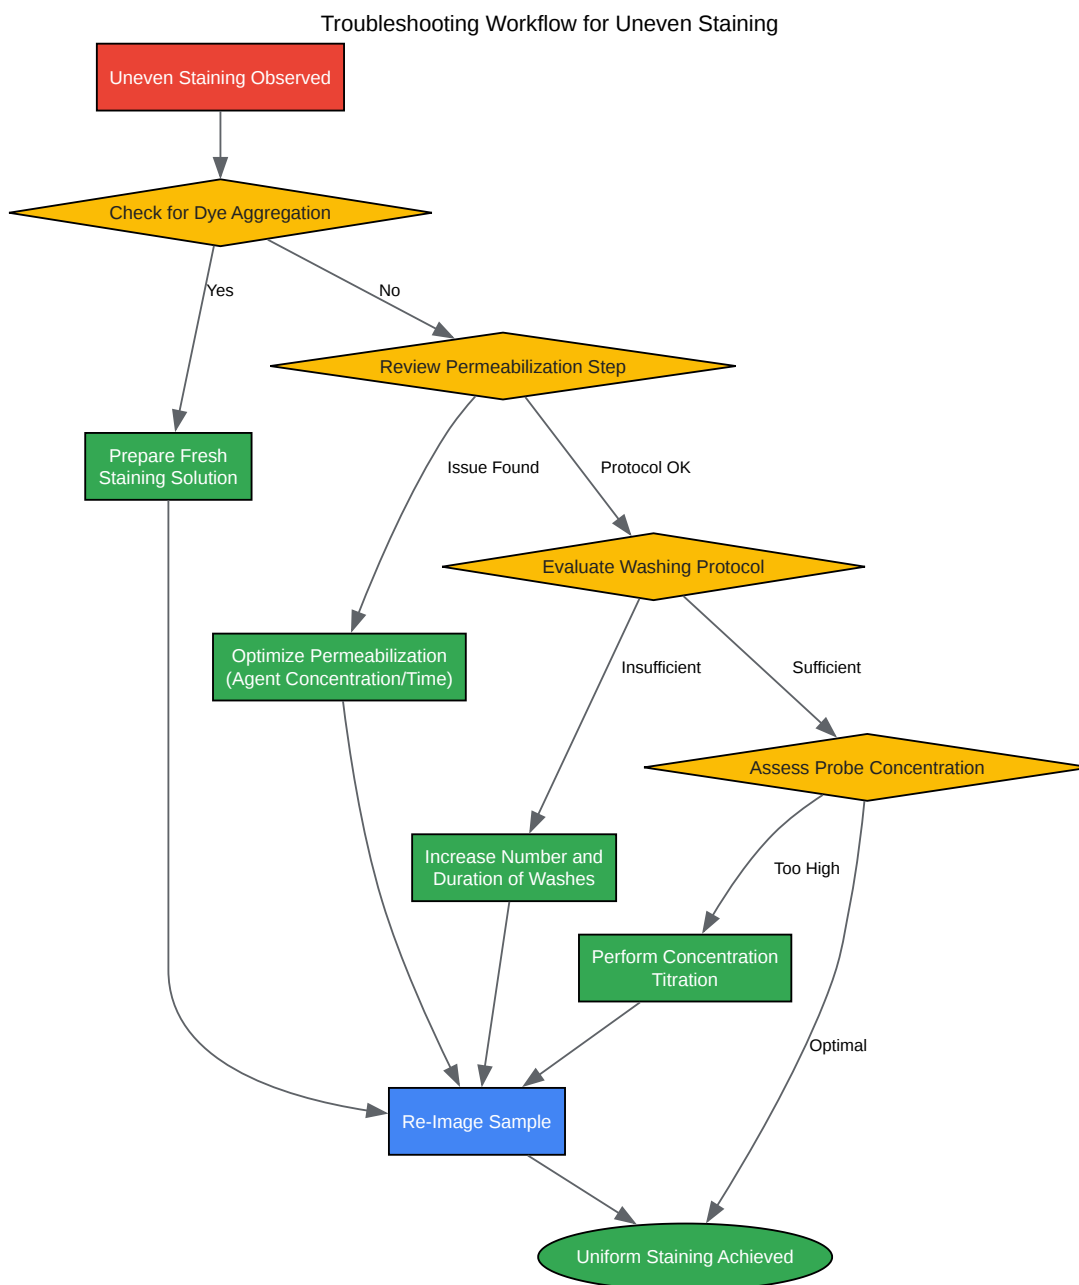 Troubleshooting Workflow for Uneven Staining
Uneven Staining Observed
Check for Dye Aggregation
Yes
No
Review Permeabilization Step
Prepare Fresh
Staining Solution
Issue Found
Protocol OK
Evaluate Washing Protocol
Optimize Permeabilization
(Agent Concentration/Time)
Insufficient
Sufficient
Assess Probe Concentration
Increase Number and
Duration of Washes
Too High
Perform Concentration
Titration
Optimal
Re-Image Sample
Uniform Staining Achieved